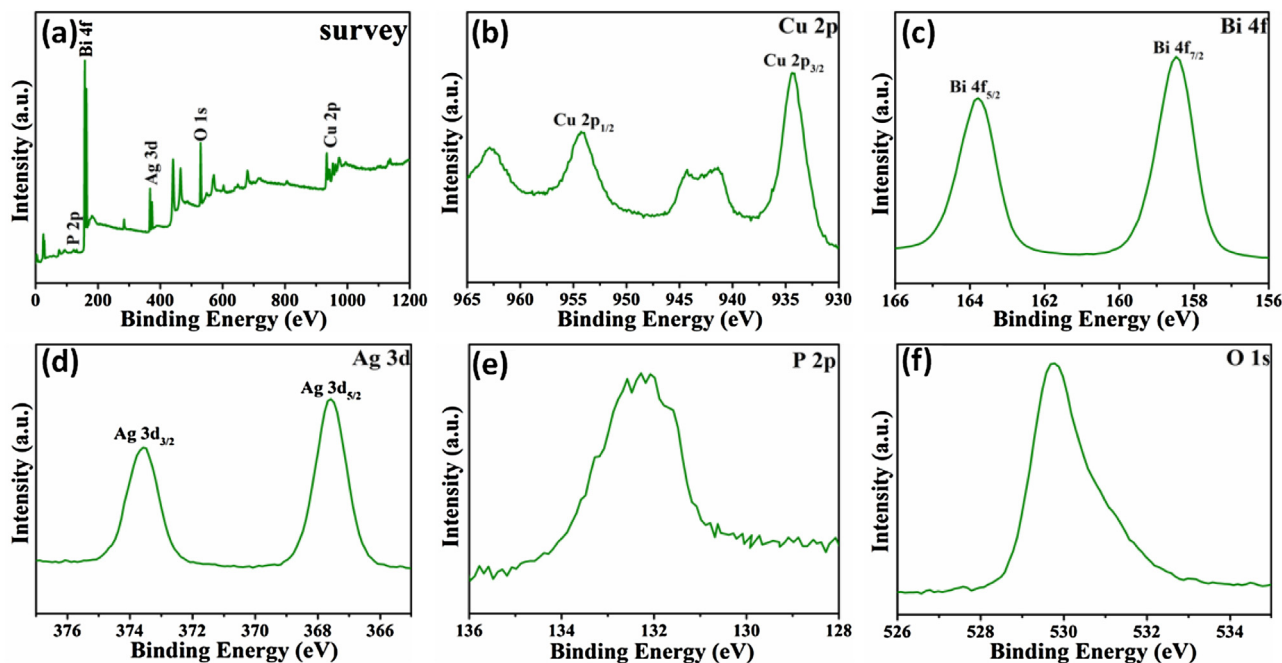 (a)
survey
Bi 4f
P 2p
Ag 3d
O 1s
Cu 2p
Intensity (a.u.)
0 200 400 600 800 1000 1200
Binding Energy (eV)
(b)
Cu 2p
Cu 2p3/2
Cu 2p1/2
Intensity (a.u.)
965 960 955 950 945 940 935 930
Binding Energy (eV)
(c)
Bi 4f
Bi 4f7/2
Bi 4f5/2
Intensity (a.u.)
166 164 162 160 158 156
Binding Energy (eV)
(d)
Ag 3d
Ag 3d5/2
Ag 3d3/2
Intensity (a.u.)
376 374 372 370 368 366
Binding Energy (eV)
(e)
P 2p
Intensity (a.u.)
136 134 132 130 128
Binding Energy (eV)
(f)
O 1s
Intensity (a.u.)
526 528 530 532 534
Binding Energy (eV)